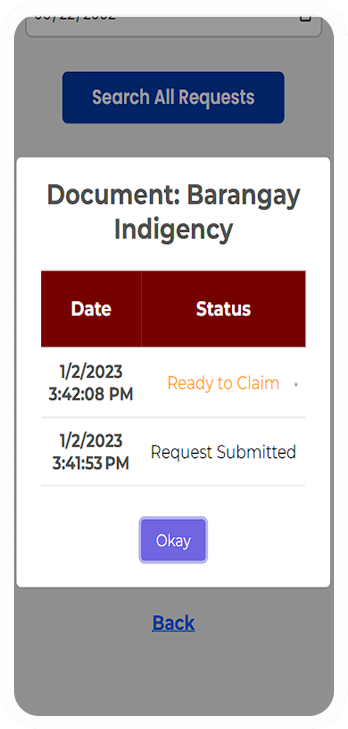 Search All Requests
Document: Barangay
Indigency
Date Status
1/2/2023
3:42:08 PM
Ready to Claim
1/2/2023
3:41:53 PM
Request Submitted
Okay
Back